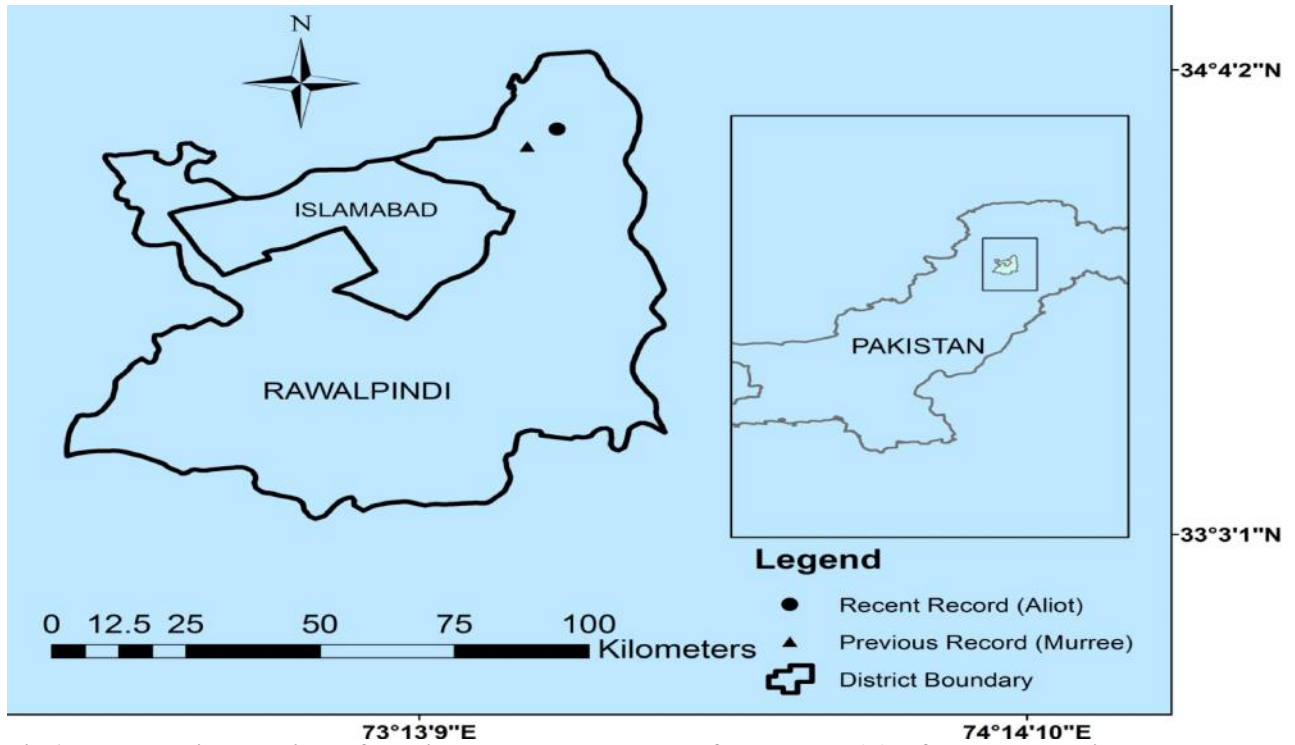 N
34°4'2"N
ISLAMABAD
PAKISTAN
RAWALPINDI
33°3'1"N
Legend
Recent Record (Aliot)
Previous Record (Murree)
District Boundary
0 12.5 25 50 75 100
Kilometers
73°13'9"E 74°14'10"E